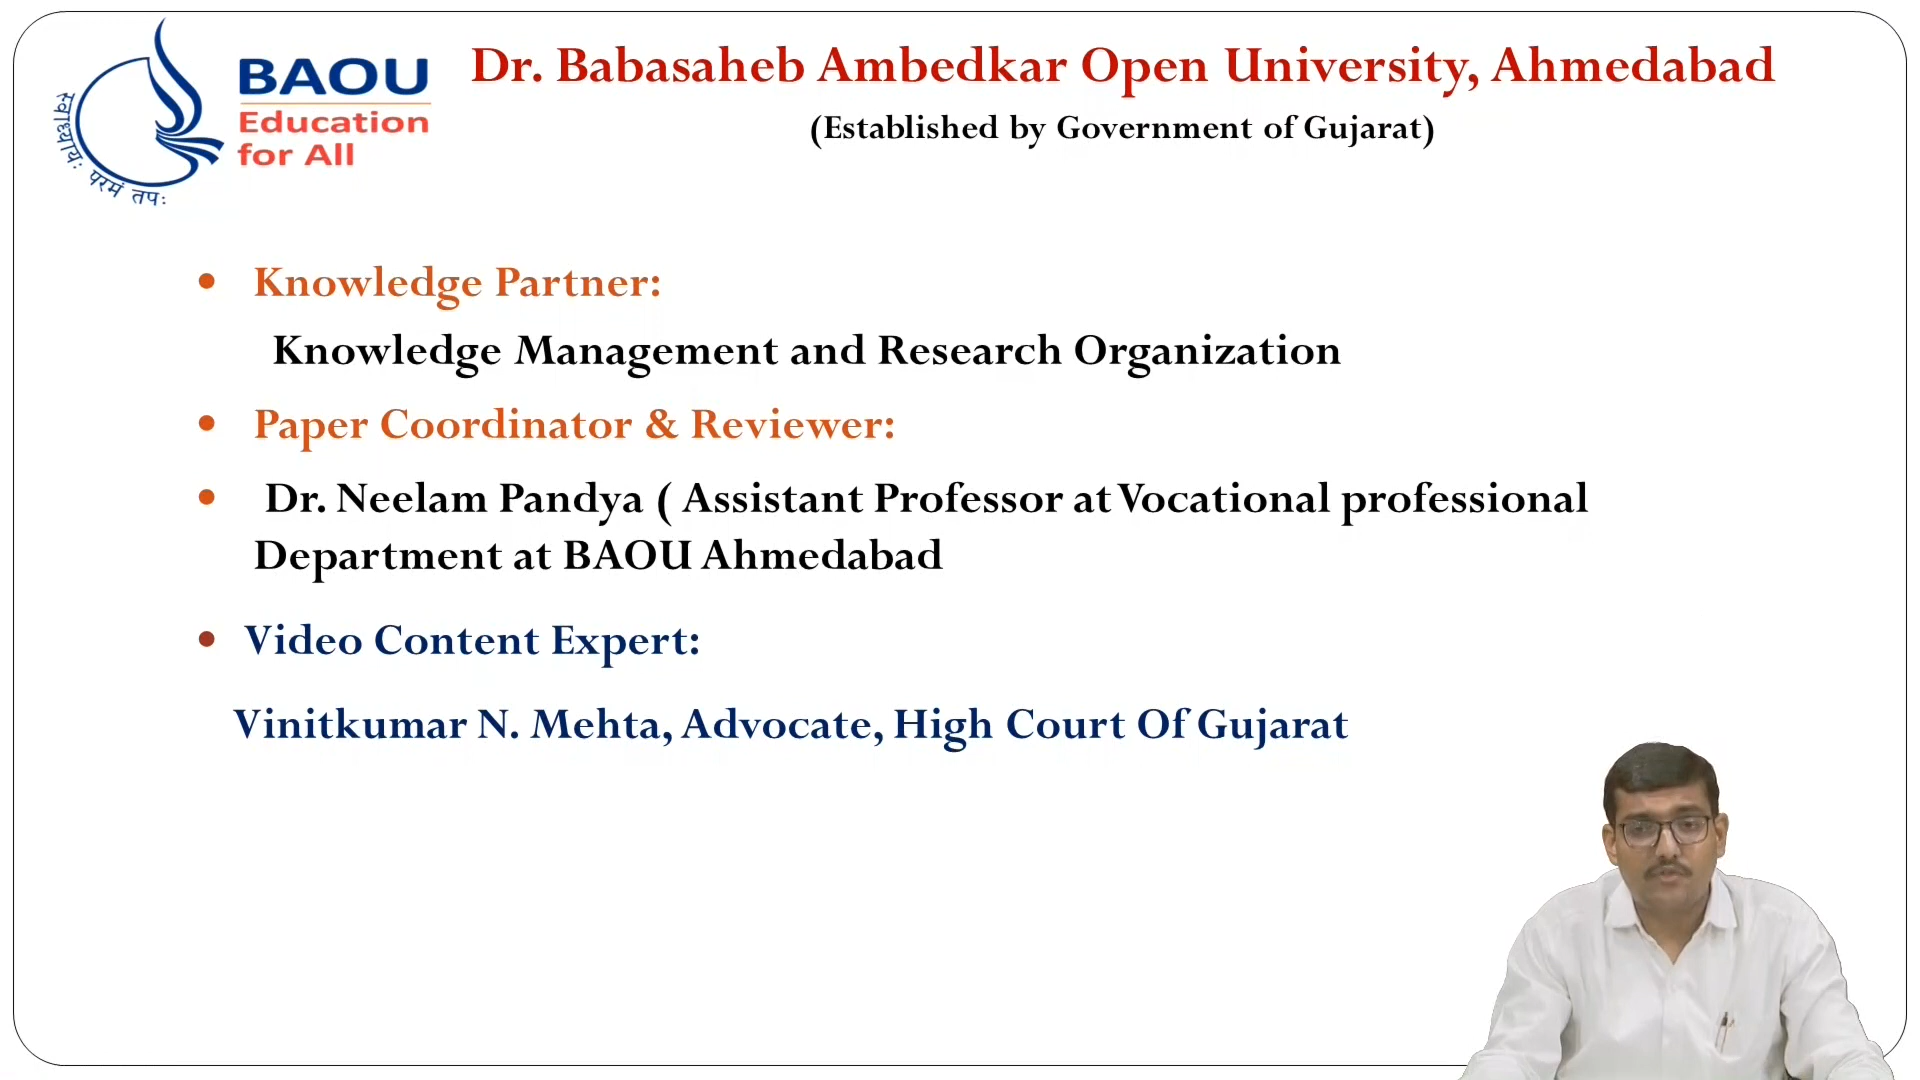 स्वाध्यायः परमं तपः
BAOU
Education
for All
Dr. Babasaheb Ambedkar Open University, Ahmedabad
(Established by Government of Gujarat)
• Knowledge Partner:
Knowledge Management and Research Organization
• Paper Coordinator & Reviewer:
• Dr. Neelam Pandya ( Assistant Professor at Vocational professional
Department at BAOU Ahmedabad
• Video Content Expert:
Vinitkumar N. Mehta, Advocate, High Court Of Gujarat